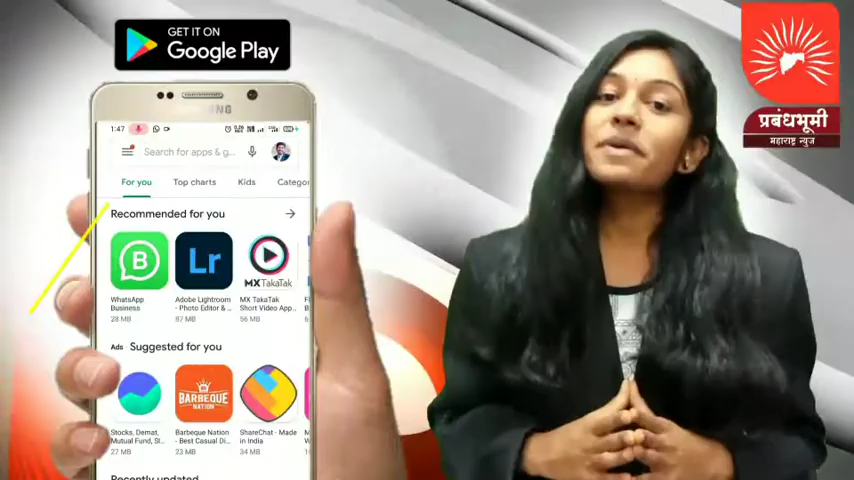 GET IT ON
Google Play
प्रबंधभूमी
महाराष्ट्र न्युज
1:47
Search for apps & g...
For you
Top charts
Kids
Categor
Recommended for you
WhatsApp
Business
28 MB
Lr
Adobe Lightroom
- Photo Editor & ...
87 MB
MX TakaTak
MX TakaTak
Short Video App...
56 MB
Ads
Suggested for you
Stocks, Demat,
Mutual Fund, SI...
27 MB
BARBEQUE
NATION
Barbeque Nation
- Best Casual Di...
23 MB
ShareChat - Made
in India
34 MB
Recently updated